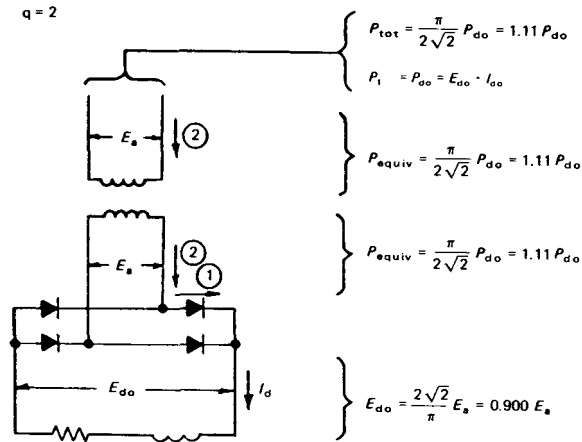 q = 2
P_tot = π / 2√2 P_do = 1.11 P_do
P_t = P_do = E_do · I_do
E_a
②
P_equiv = π / 2√2 P_do = 1.11 P_do
E_a
②
①
P_equiv = π / 2√2 P_do = 1.11 P_do
E_do
I_d
E_do = 2√2 / π E_a = 0.900 E_a